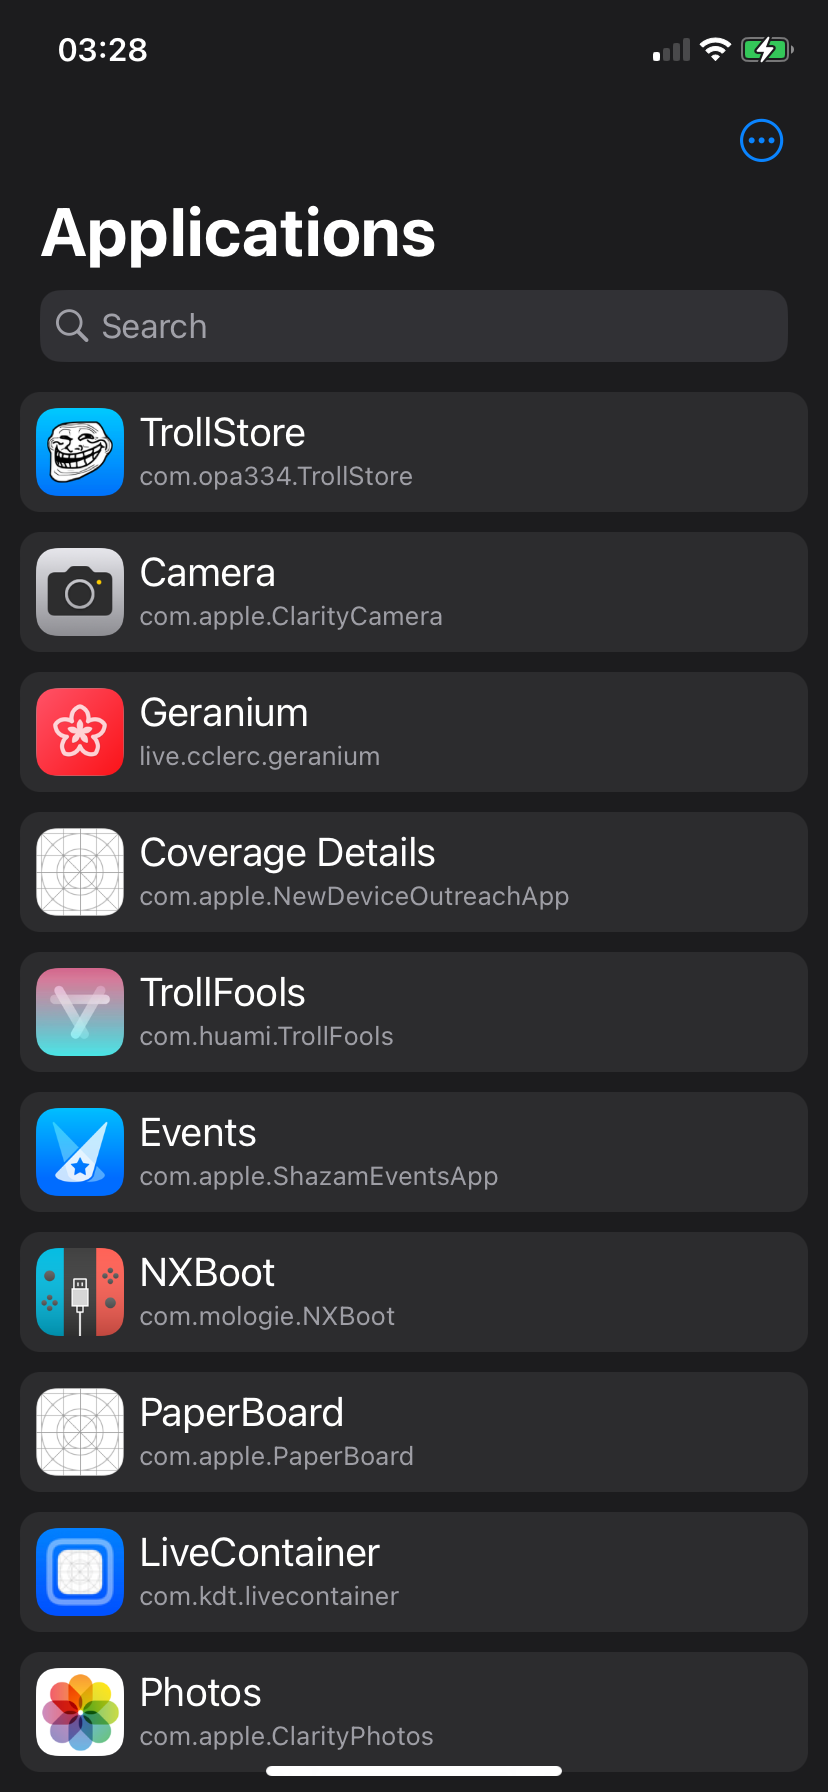 03:28
Applications
Search
TrollStore
com.opa334.TrollStore
Camera
com.apple.ClarityCamera
Geranium
live.cclerc.geranium
Coverage Details
com.apple.NewDeviceOutreachApp
TrollFools
com.huami.TrollFools
Events
com.apple.ShazamEventsApp
NXBoot
com.mologie.NXBoot
PaperBoard
com.apple.PaperBoard
LiveContainer
com.kdt.livecontainer
Photos
com.apple.ClarityPhotos